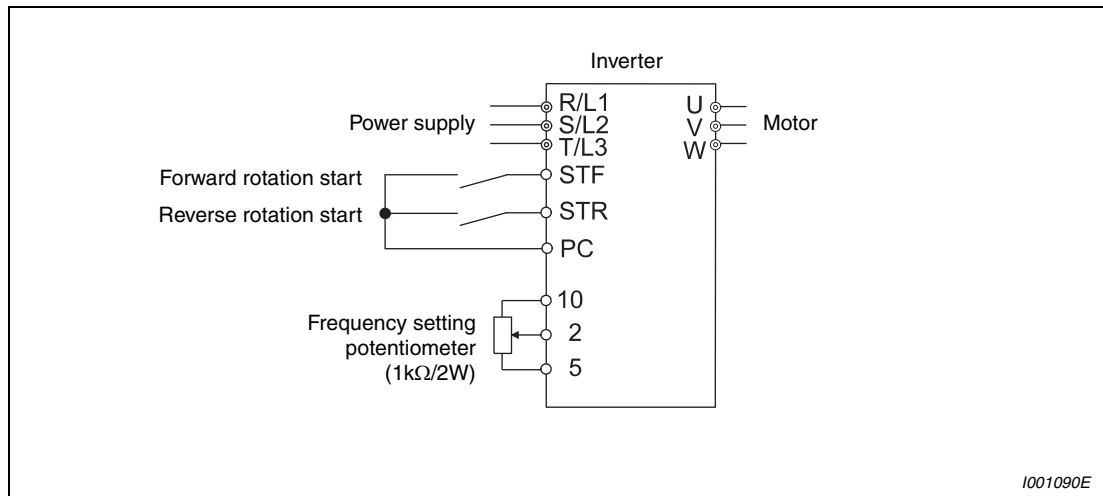 Inverter
R/L1
U
Power supply
S/L2
V
Motor
T/L3
W
Forward rotation start
STF
Reverse rotation start
STR
PC
10
Frequency setting
2
potentiometer
(1kΩ/2W)
5
I001090E